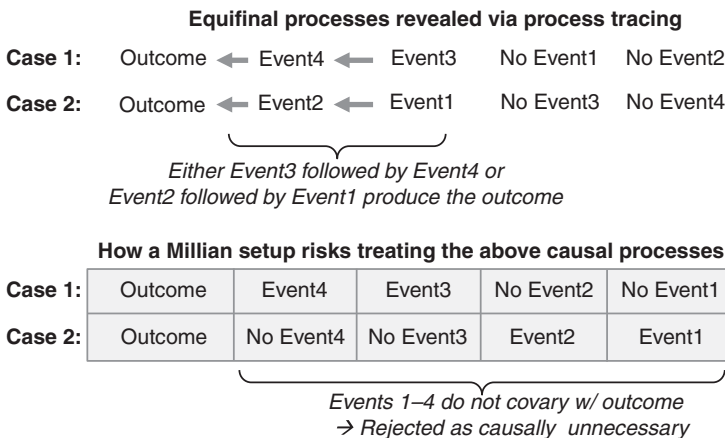 Equifinal processes revealed via process tracing
Case 1: Outcome Event4 Event3 No Event1 No Event2
Case 2: Outcome Event2 Event1 No Event3 No Event4
Either Event3 followed by Event4 or
Event2 followed by Event1 produce the outcome
How a Millian setup risks treating the above causal processes
Case 1: Outcome Event4 Event3 No Event2 No Event1
Case 2: Outcome No Event4 No Event3 Event2 Event1
Events 1–4 do not covary w/ outcome
→ Rejected as causally unnecessary